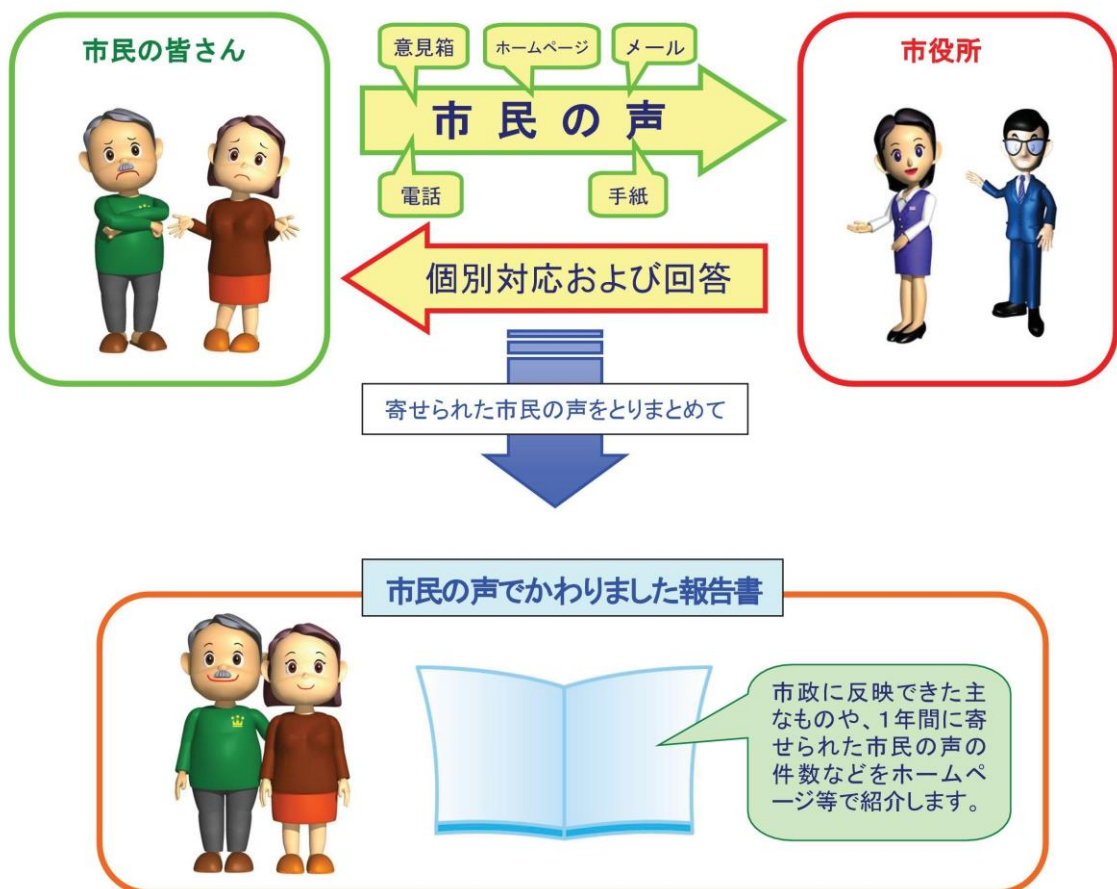 市民の皆さん
意見箱
ホームページ
メール
市役所
市民の声
電話
手紙
個別対応および回答
寄せられた市民の声をとりまとめて
市民の声でかわりました報告書
市政に反映できた主
なものや、1年間に寄
せられた市民の声の
件数などをホームペ
ージ等で紹介します。